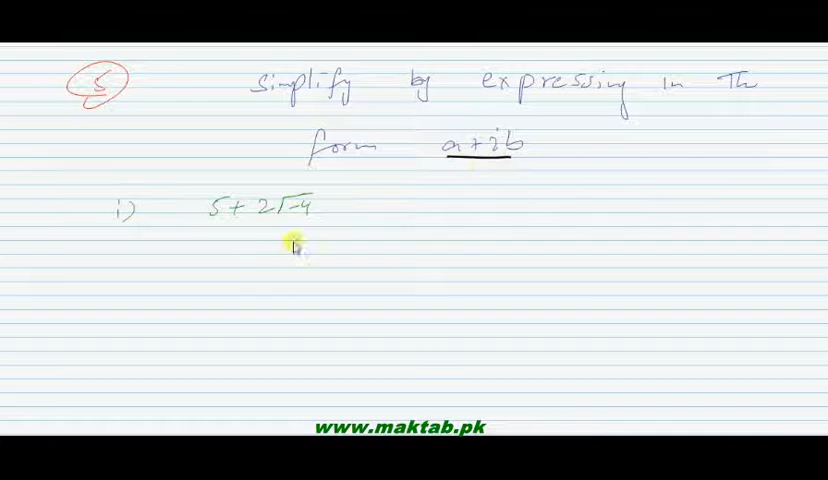 5 simplify by expressing in Th
form a+ib
i) 5+2√-4
www.maktab.pk